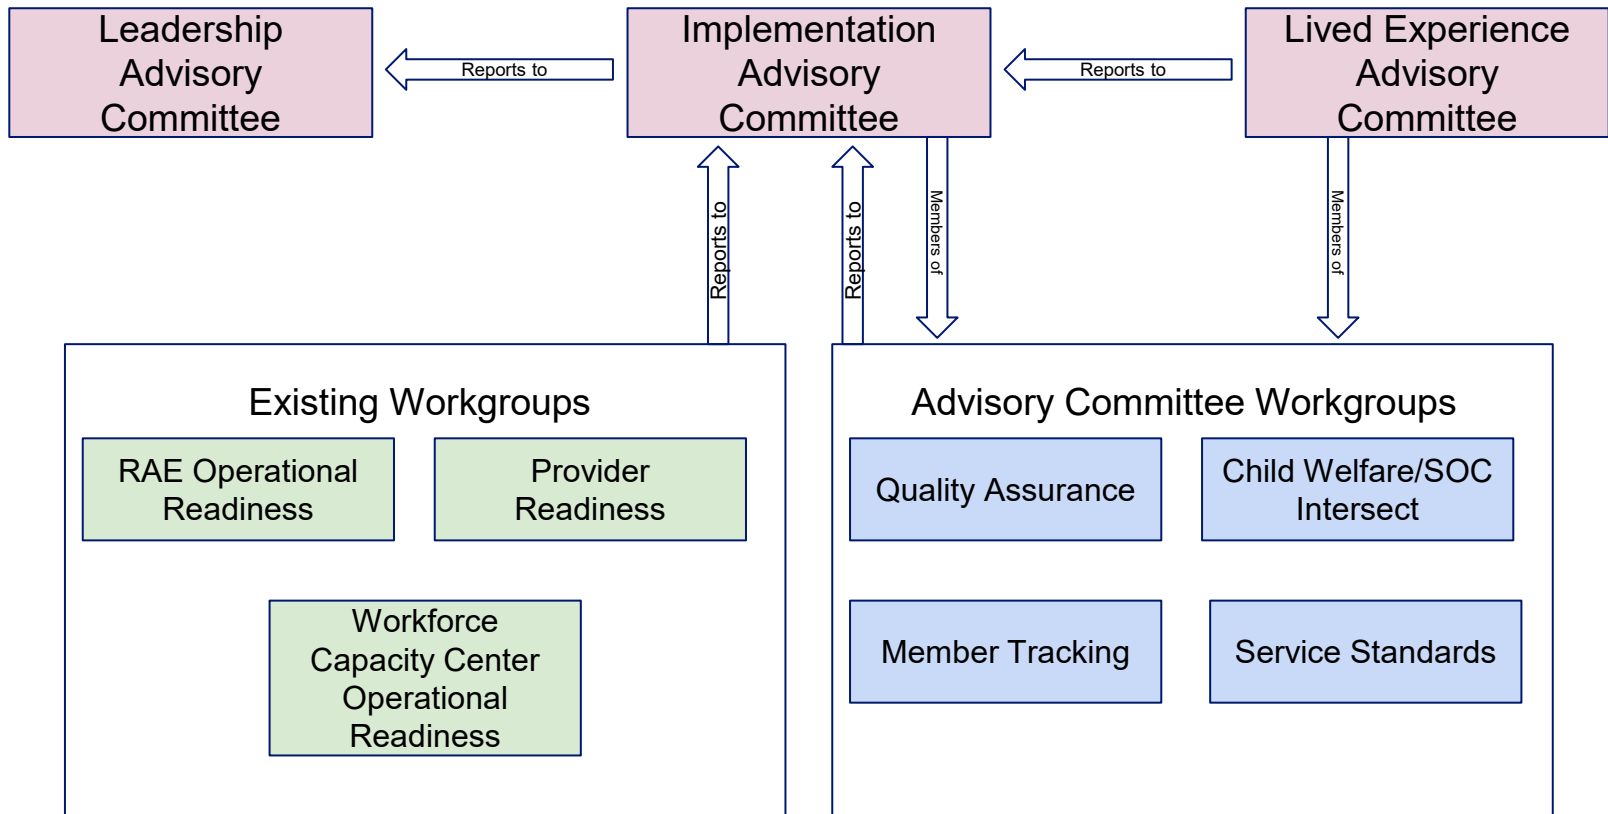 Leadership
Advisory
Committee
Reports to
Implementation
Advisory
Committee
Reports to
Lived Experience
Advisory
Committee
Reports to
Reports to
Members of
Members of
Existing Workgroups
RAE Operational
Readiness
Provider
Readiness
Workforce
Capacity Center
Operational
Readiness
Advisory Committee Workgroups
Quality Assurance
Child Welfare/SOC
Intersect
Member Tracking
Service Standards